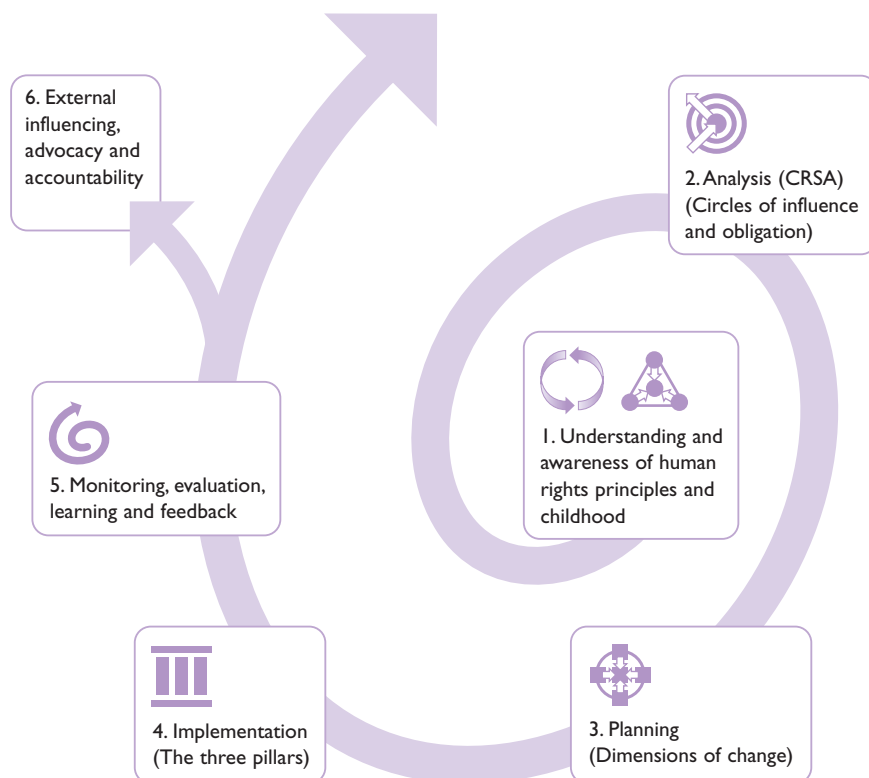 6. External
influencing,
advocacy and
accountability
2. Analysis (CRSA)
(Circles of influence
and obligation)
1. Understanding and
awareness of human
rights principles and
childhood
5. Monitoring, evaluation,
learning and feedback
4. Implementation
(The three pillars)
3. Planning
(Dimensions of change)